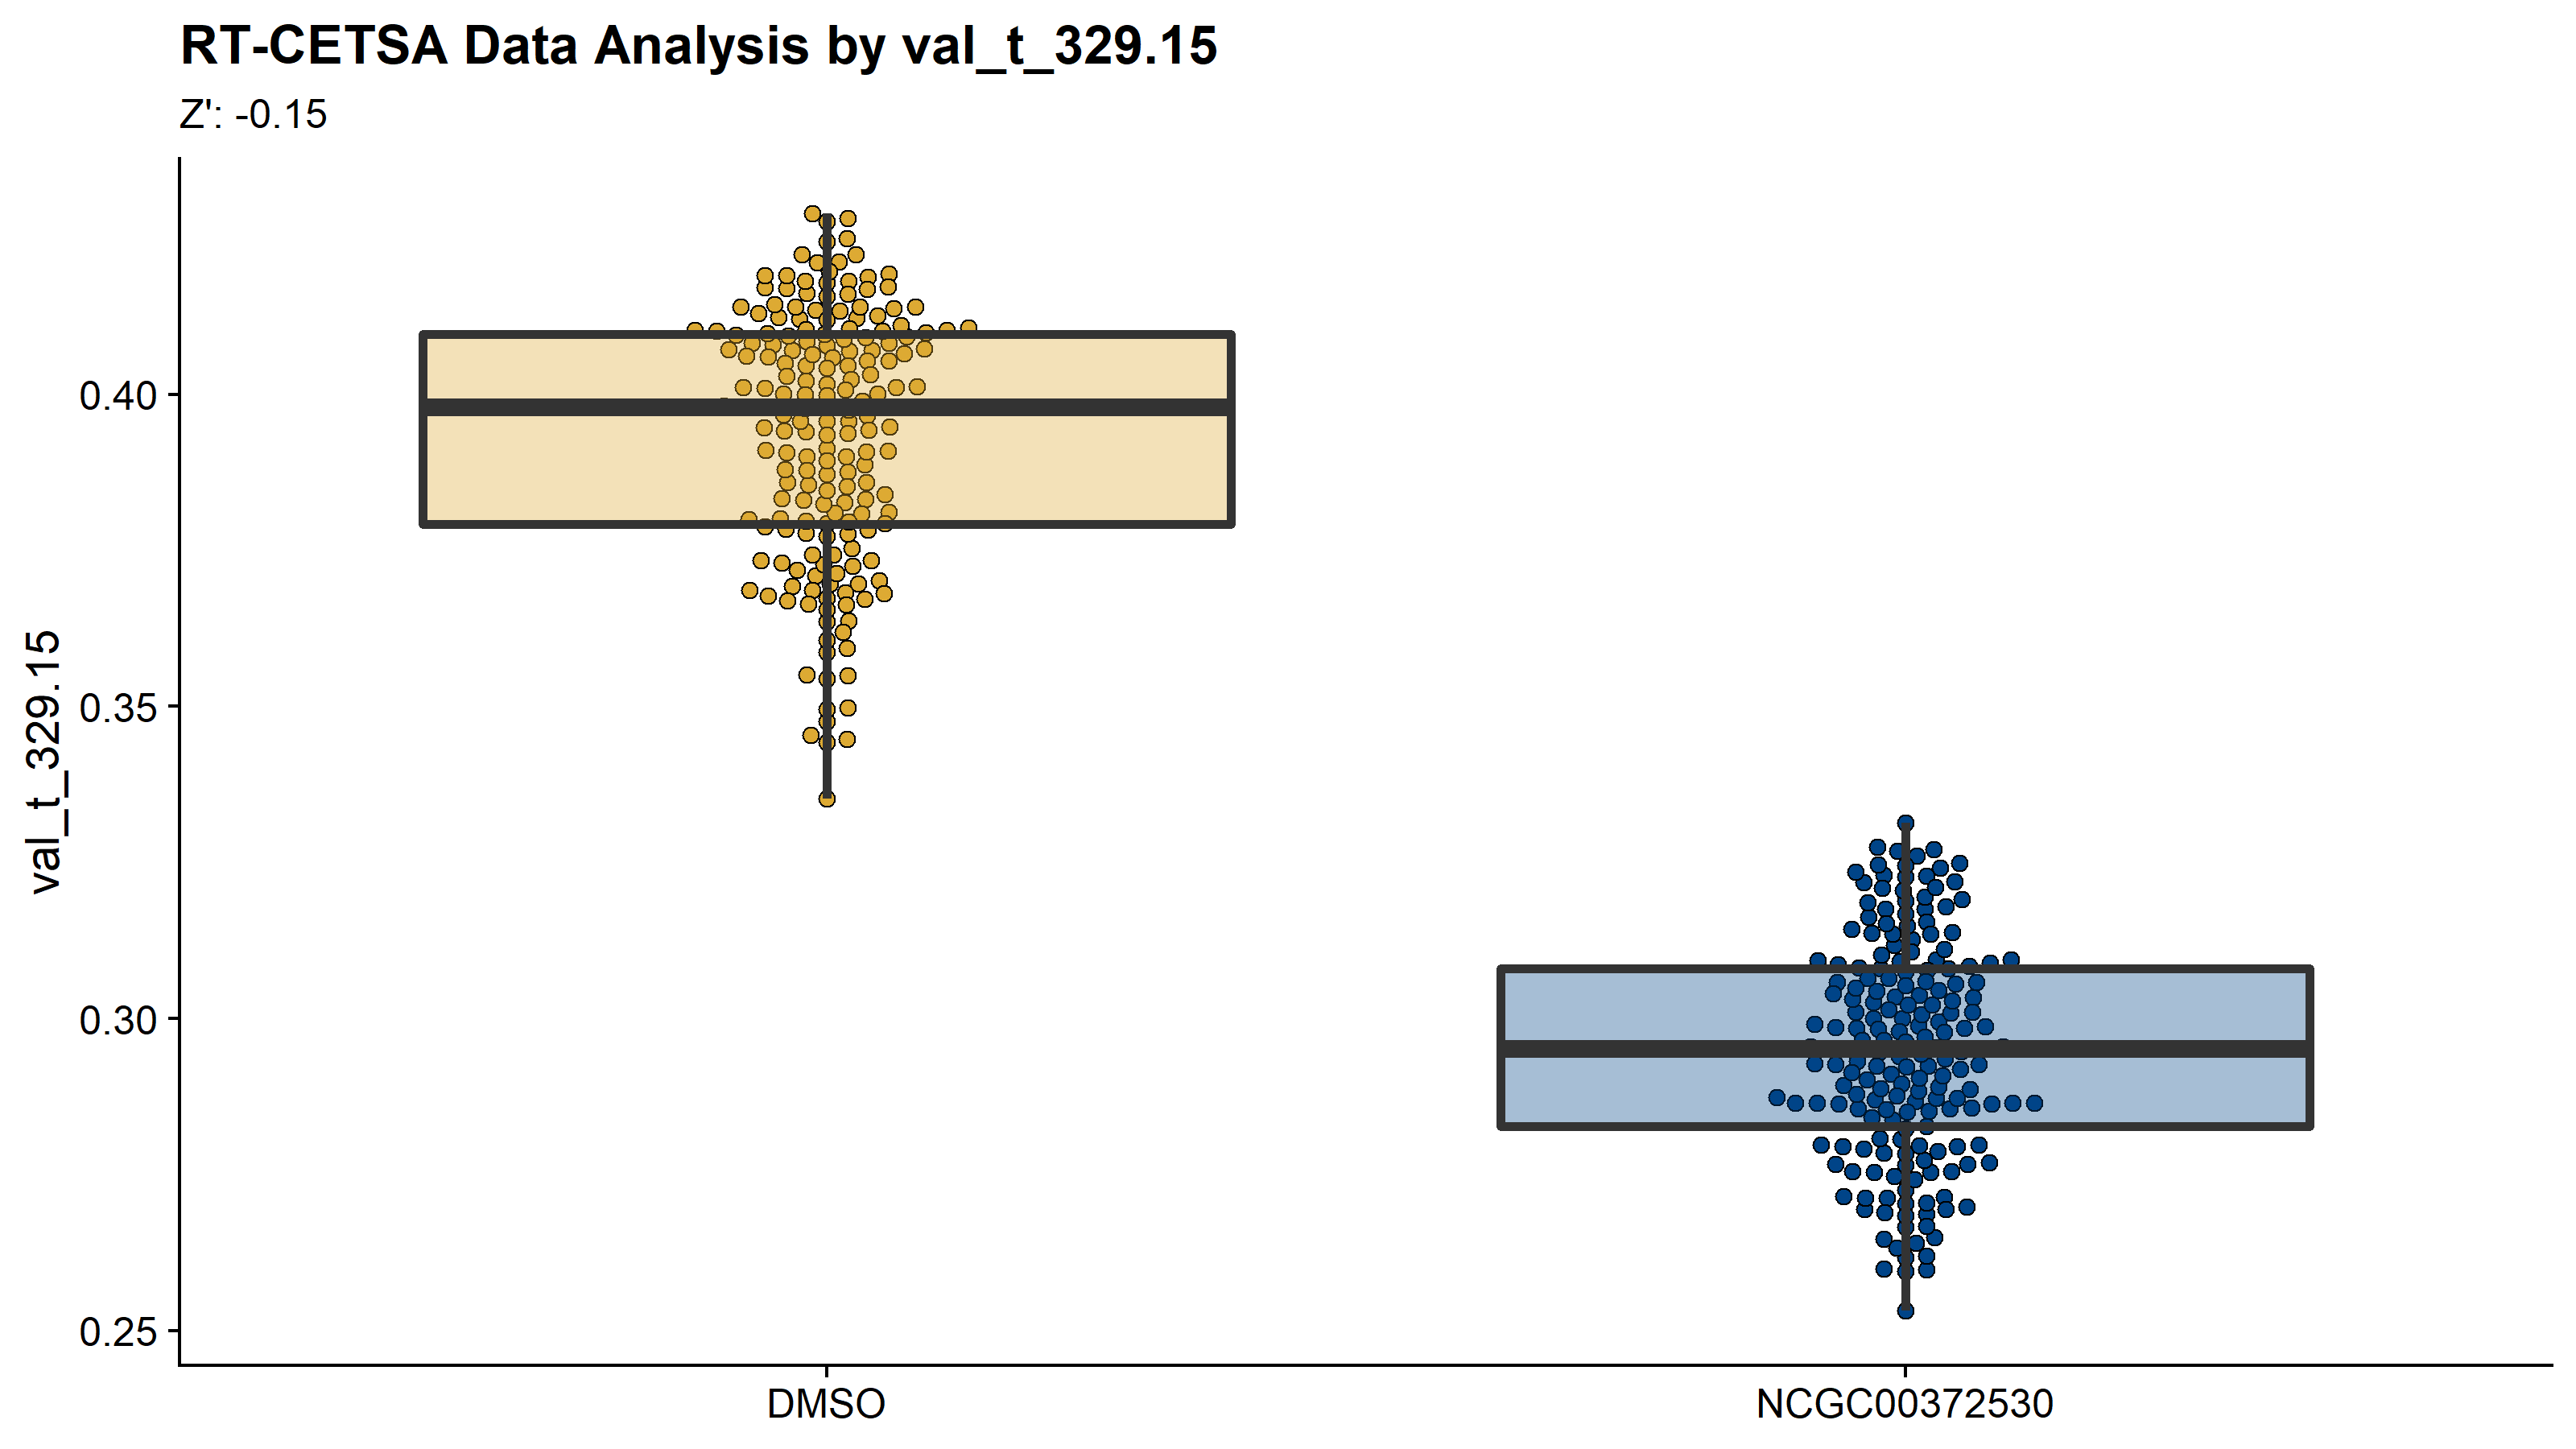 RT-CETSA Data Analysis by val_t_329.15
Z': -0.15
val_t_329.15
0.40
0.35
0.30
0.25
DMSO
NCGC00372530